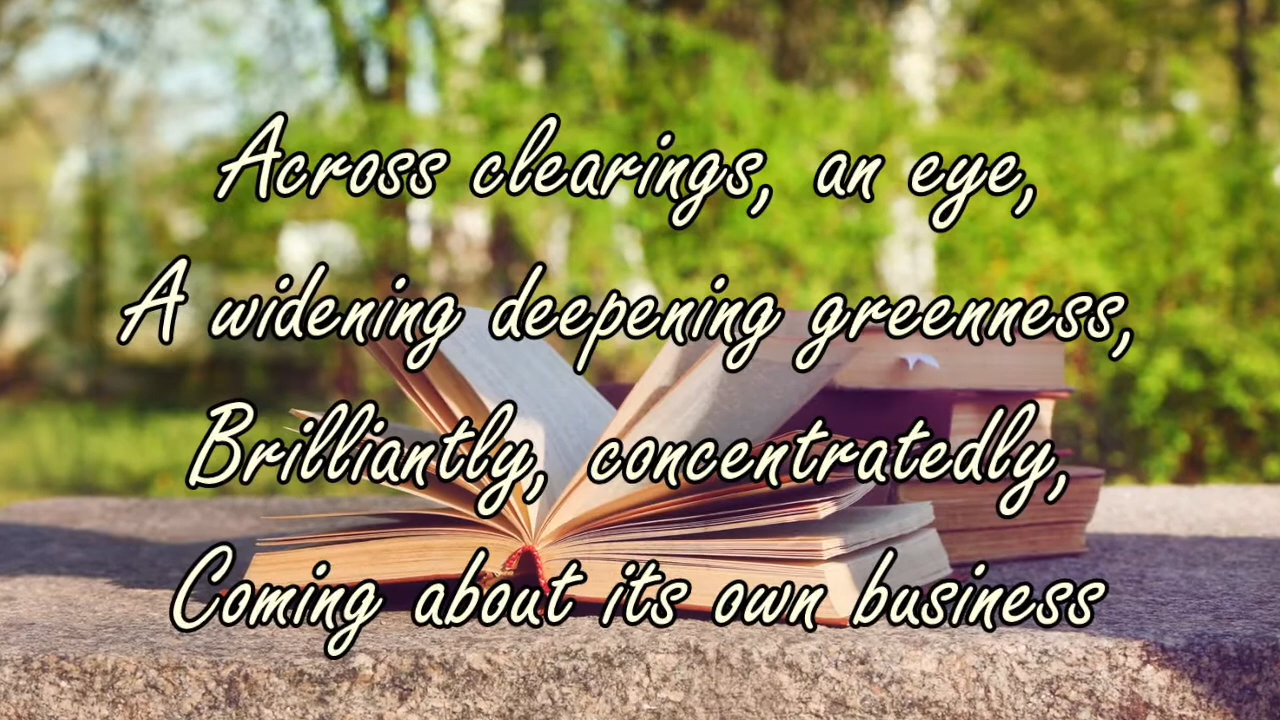 Across clearings, an eye,
A widening deepening greenness,
Brilliantly, concentratedly,
Coming about its own business